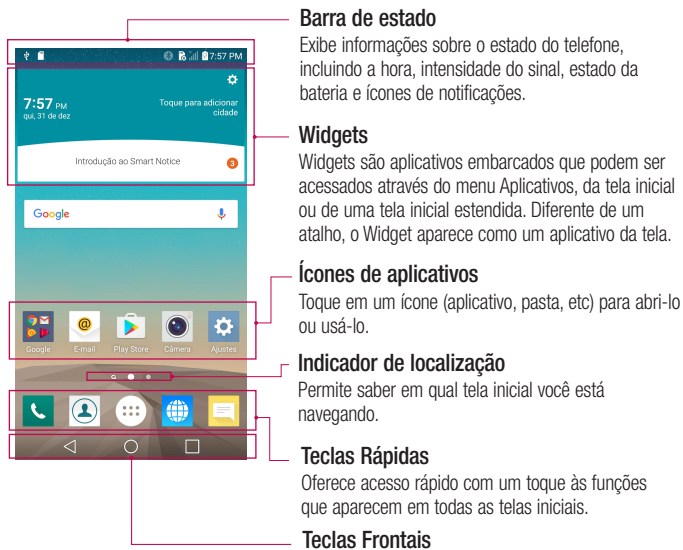 Barra de estado
Exibe informações sobre o estado do telefone,
incluindo a hora, intensidade do sinal, estado da
bateria e ícones de notificações.
7:57 PM
7:57 PM
qui, 31 de dez
Toque para adicionar
cidade
Introdução ao Smart Notice
3
Widgets
Widgets são aplicativos embarcados que podem ser
acessados através do menu Aplicativos, da tela inicial
ou de uma tela inicial estendida. Diferente de um
atalho, o Widget aparece como um aplicativo da tela.
Google
Ícones de aplicativos
Toque em um ícone (aplicativo, pasta, etc) para abri-lo
ou usá-lo.
@
Google E-mail Play Store Câmera Ajustes
Indicador de localização
Permite saber em qual tela inicial você está
navegando.
G
Teclas Rápidas
Oferece acesso rápido com um toque às funções
que aparecem em todas as telas iniciais.
Teclas Frontais